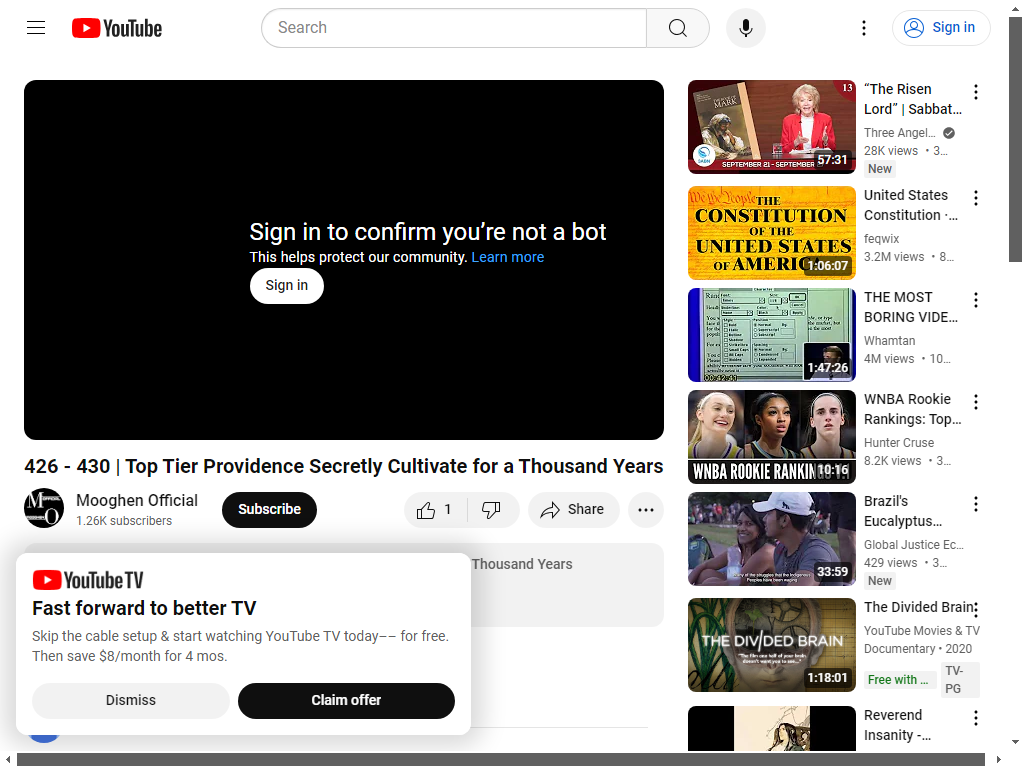 YouTube
Search
Sign in
Sign in to confirm you’re not a bot
This helps protect our community. Learn more
Sign in
426 - 430 | Top Tier Providence Secretly Cultivate for a Thousand Years
Mooghen Official
1.26K subscribers
Subscribe
1
Share
Thousand Years
YouTube TV
Fast forward to better TV
Skip the cable setup & start watching YouTube TV today–– for free.
Then save $8/month for 4 mos.
Dismiss
Claim offer
THE BOOK OF
MARK
13
3ABN
SEPTEMBER 21 - SEPTEMBER
57:31
“The Risen
Lord” | Sabbat…
Three Angel…
28K views • 3…
New
We the People THE
CONSTITUTION
OF THE
UNITED STATES
OF AMERICA
1:06:07
United States
Constitution ·…
feqwix
3.2M views • 8…
00:42:41
1:47:26
THE MOST
BORING VIDE…
Whamtan
4M views • 10…
WNBA ROOKIE RANKINGS
10:16
WNBA Rookie
Rankings: Top…
Hunter Cruse
8.2K views • 3…
33:59
Brazil's
Eucalyptus…
Global Justice Ec…
429 views • 3…
New
THE DIVIDED BRAIN
1:18:01
The Divided Brain
YouTube Movies & TV
Documentary • 2020
Free with …
TV-
PG
Reverend
Insanity -…